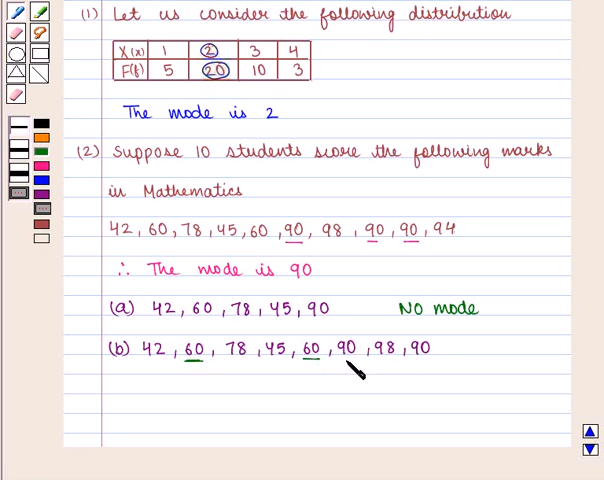 (1) Let us consider the following distribution
X(x) 1 2 3 4
F(f) 5 20 10 3
The mode is 2
(2) Suppose 10 students score the following marks
in Mathematics
42, 60, 78, 45, 60, 90, 98, 90, 90, 94
∴ The mode is 90
(a) 42, 60, 78, 45, 90 No mode
(b) 42, 60, 78, 45, 60, 90, 98, 90